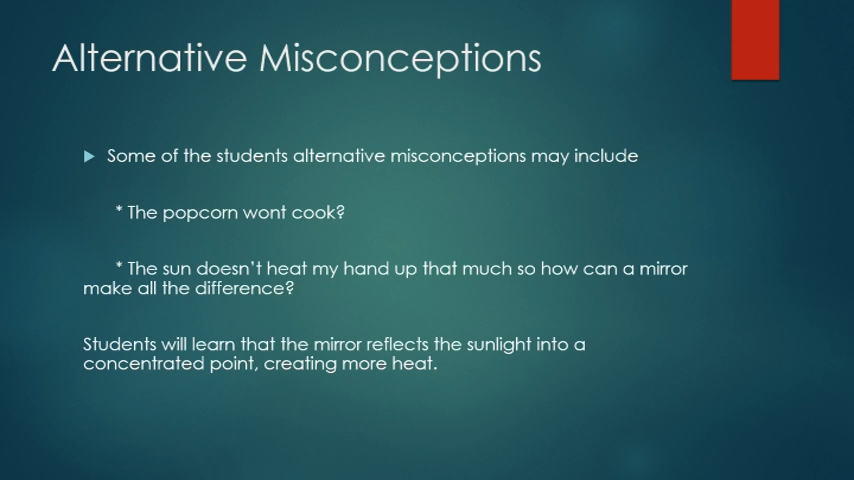 Alternative Misconceptions
Some of the students alternative misconceptions may include
* The popcorn wont cook?
* The sun doesn’t heat my hand up that much so how can a mirror
make all the difference?
Students will learn that the mirror reflects the sunlight into a
concentrated point, creating more heat.